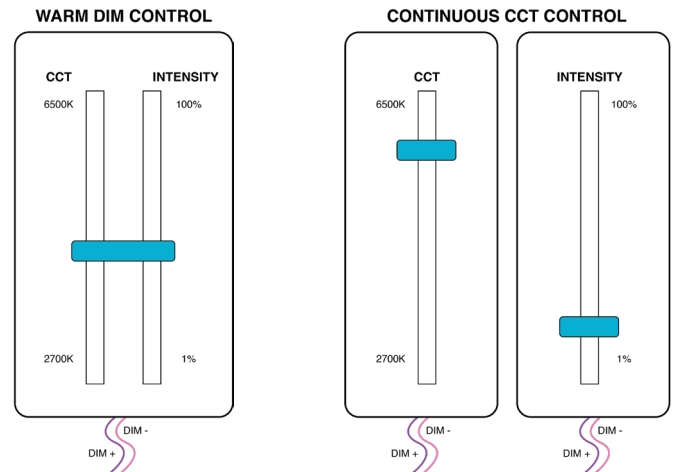 WARM DIM CONTROL
CCT INTENSITY
6500K 100%
2700K 1%
DIM -
DIM +
CONTINUOUS CCT CONTROL
CCT
6500K
2700K
DIM -
DIM +
INTENSITY
100%
1%
DIM -
DIM +